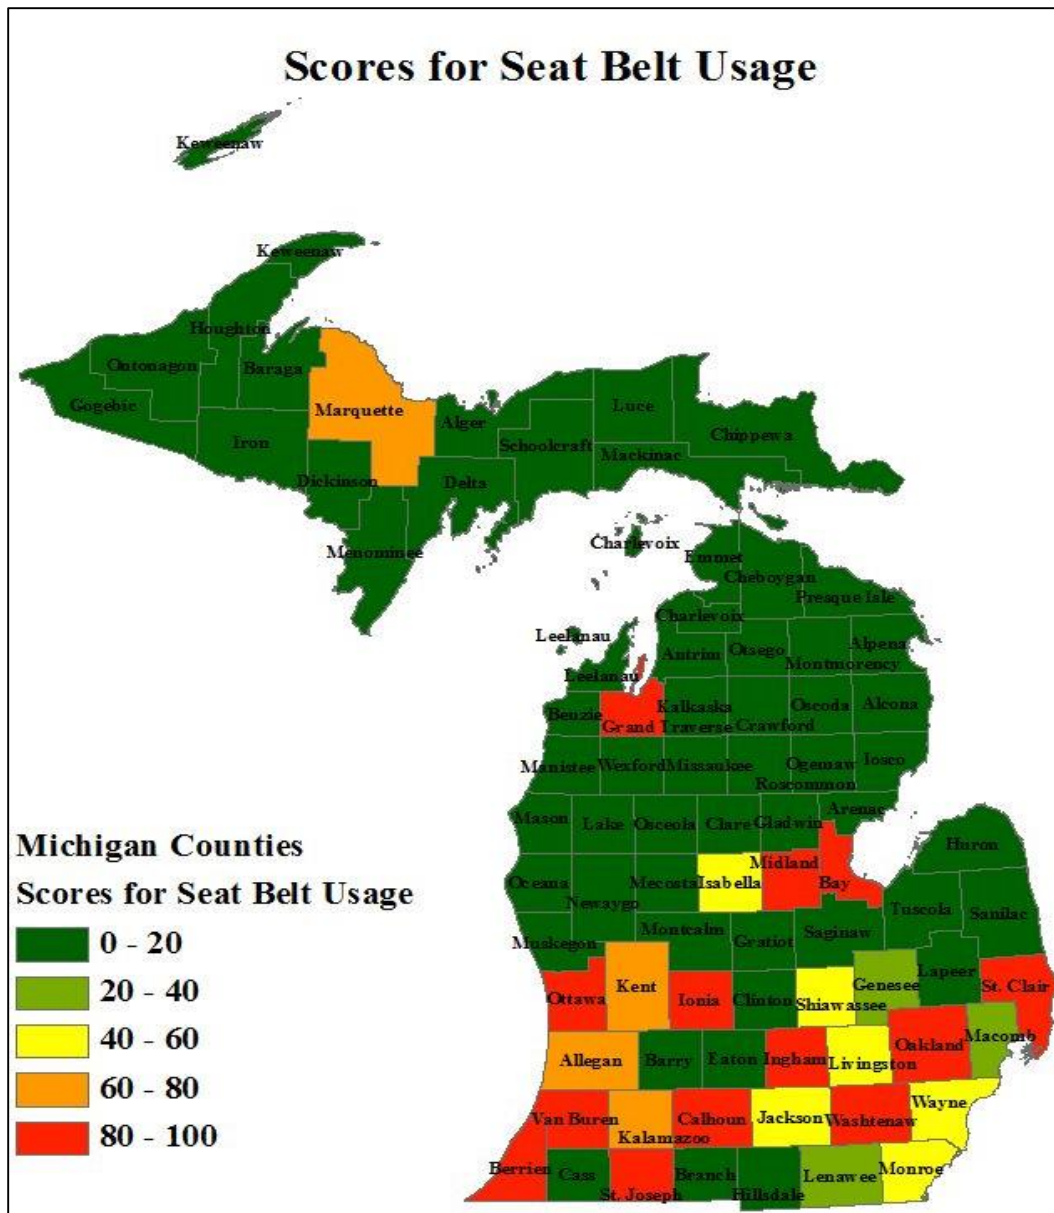 Scores for Seat Belt Usage
Keweenaw
Keweenaw
Houghton
Ontonagon
Baraga
Gogebic
Marquette
Iron
Alger
Luce
Schoolcraft
Chippewa
Mackinac
Dickinson
Delta
Menominee
Charlevoix
Emmet
Cheboygan
Presque Isle
Charlevoix
Leelanau
Antrim
Otsego
Alpena
Montmorency
Leelanau
Benzie
Kalkaska
Oscoda
Alcona
Grand Traverse
Crawford
Manistee
Wexford
Missaukee
Ogemaw
Iosco
Roscommon
Arenac
Mason
Lake
Osceola
Clare
Gladwin
Huron
Midland
Oceana
Mecosta
Isabella
Bay
Newaygo
Tuscola
Sanilac
Muskegon
Montcalm
Gratiot
Saginaw
Lapeer
Ottawa
Kent
Ionia
Clinton
Shiawassee
Genesee
St. Clair
Macomb
Allegan
Barry
Eaton
Ingham
Livingston
Oakland
Van Buren
Kalamazoo
Calhoun
Jackson
Washtenaw
Wayne
Berrien
Cass
St. Joseph
Branch
Hillsdale
Lenawee
Monroe
Michigan Counties
Scores for Seat Belt Usage
0 - 20
20 - 40
40 - 60
60 - 80
80 - 100